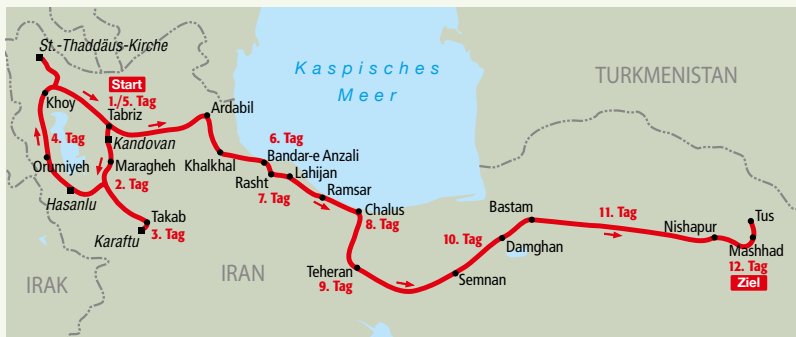 St.-Thaddäus-Kirche
Kaspisches
Meer
TURKMENISTAN
Start
1./5. Tag
Khoy
Tabriz
Ardabil
Kandovan
4. Tag
6. Tag
Orumiyeh
Maragheh
Khalkhal
Bandar-e Anzali
Lahijan
Rasht
2. Tag
7. Tag
Ramsar
Hasanlu
Chalus
8. Tag
Takab
Karaftu
3. Tag
Bastam
11. Tag
Tus
10. Tag
Damghan
Nishapur
Mashhad
12. Tag
Ziel
IRAK
IRAN
Teheran
9. Tag
Semnan